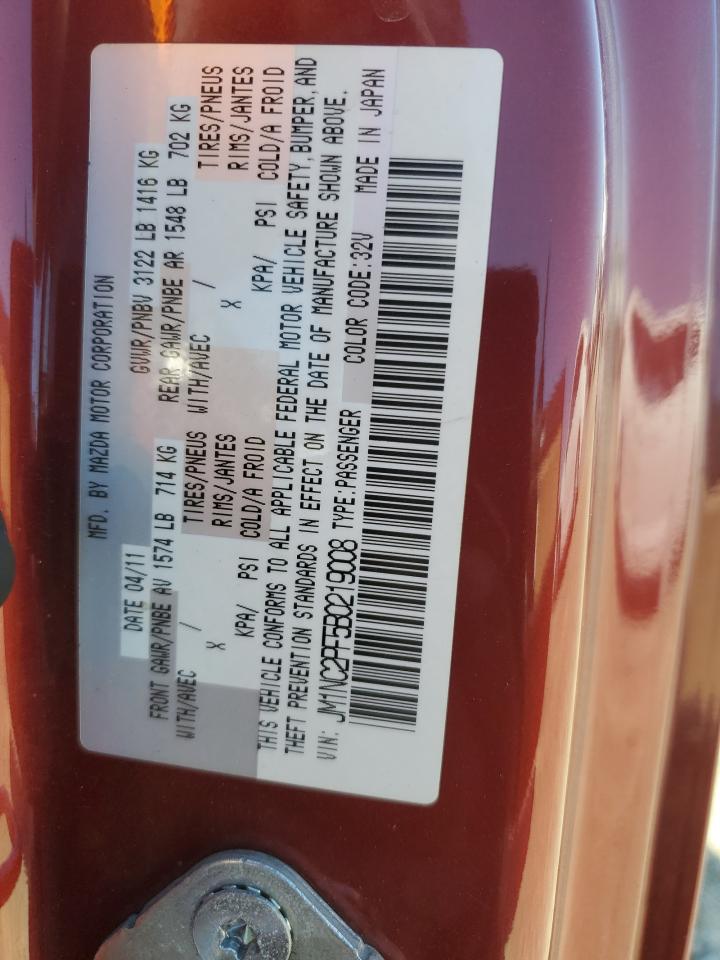 MFD. BY MAZDA MOTOR CORPORATION
DATE 04/11 GVWR/PNBV 3122 LB 1416 KG
FRONT GAWR/PNBE AV 1574 LB 714 KG REAR GAWR/PNBE AR 1548 LB 702 KG
WITH/AVEC TIRES/PNEUS WITH/AVEC TIRES/PNEUS
/ RIMS/JANTES / RIMS/JANTES
X X
KPA/ PSI COLD/A FROID KPA/ PSI COLD/A FROID
THIS VEHICLE CONFORMS TO ALL APPLICABLE FEDERAL MOTOR VEHICLE SAFETY, BUMPER, AND
THEFT PREVENTION STANDARDS IN EFFECT ON THE DATE OF MANUFACTURE SHOWN ABOVE.
VIN: JM1NC2PF5B0219008 TYPE:PASSENGER COLOR CODE:32V MADE IN JAPAN